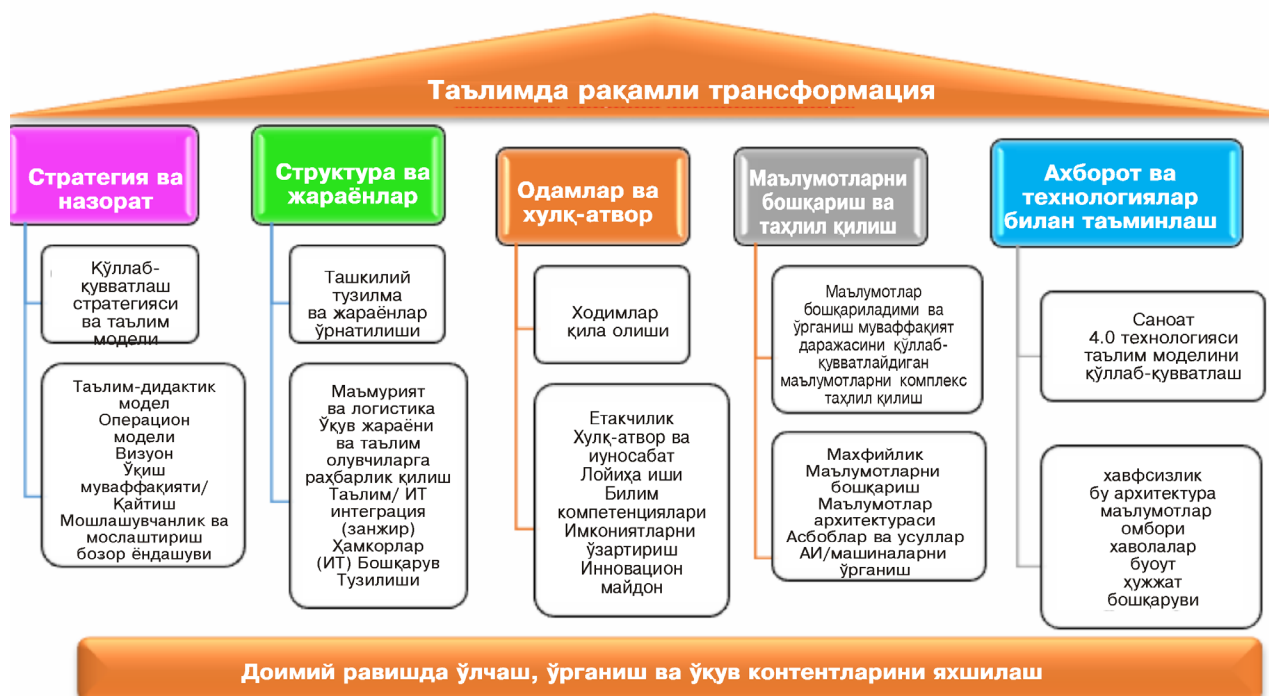 Таълимда рақамли трансформация
Стратегия ва
назорат
Қўллаб-
қувватлаш
стратегияси
ва таълим
модели
Таълим-дидактик
модел
Операцион
модели
Визуон
Ўқиш
муваффақияти/
Қайтиш
Мошлашувчанлик ва
мослаштириш
бозор ёндашуви
Структура ва
жараёнлар
Ташкилий
тузилма
ва жараёнлар
ўрнатилиши
Маъмурият
ва логистика
Ўқув жараёни
ва таълим
олувчиларга
раҳбарлик қилиш
Таълим/ ИТ
интеграция
(занжир)
Ҳамкорлар
(ИТ) Бошқарув
Тузилиши
Одамлар ва
хулқ-атвор
Ходимлар
қила олиши
Етакчилик
Хулқ-атвор ва
иуносабат
Лойиҳа иши
Билим
компетенциялари
Имкониятларни
ўзартириш
Инновацион
майдон
Маълумотларни
бошқариш ва
таҳлил қилиш
Маълумотлар
бошқариладими ва
ўрганиш муваффақият
даражасини қўллаб-
қувватлайдиган
маълумотларни комплекс
таҳлил қилиш
Махфийлик
Маълумотларни
бошқариш
Маълумотлар
архитектураси
Асбоблар ва усуллар
АИ/машиналарни
ўрганиш
Ахборот ва
технологиялар
билан таъминлаш
Саноат
4.0 технологияси
таълим моделини
қўллаб-қувватлаш
хавфсизлик
бу архитектура
маълумотлар
омбори
хаволалар
буоут
ҳужжат
бошқаруви
Доимий равишда ўлчаш, ўрганиш ва ўқув контентларини яхшилаш